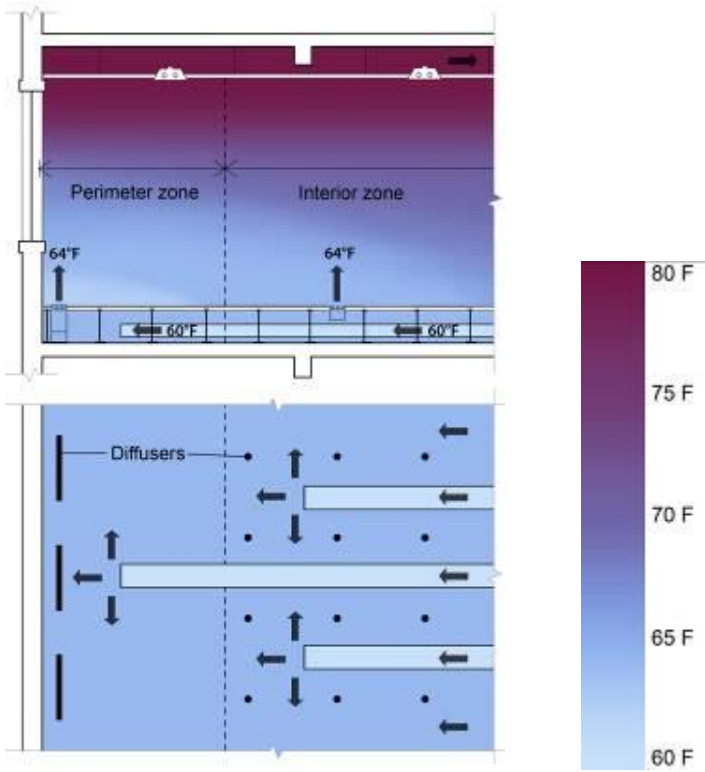 Perimeter zone
Interior zone
64°F
64°F
60°F
60°F
Diffusers
80 F
75 F
70 F
65 F
60 F